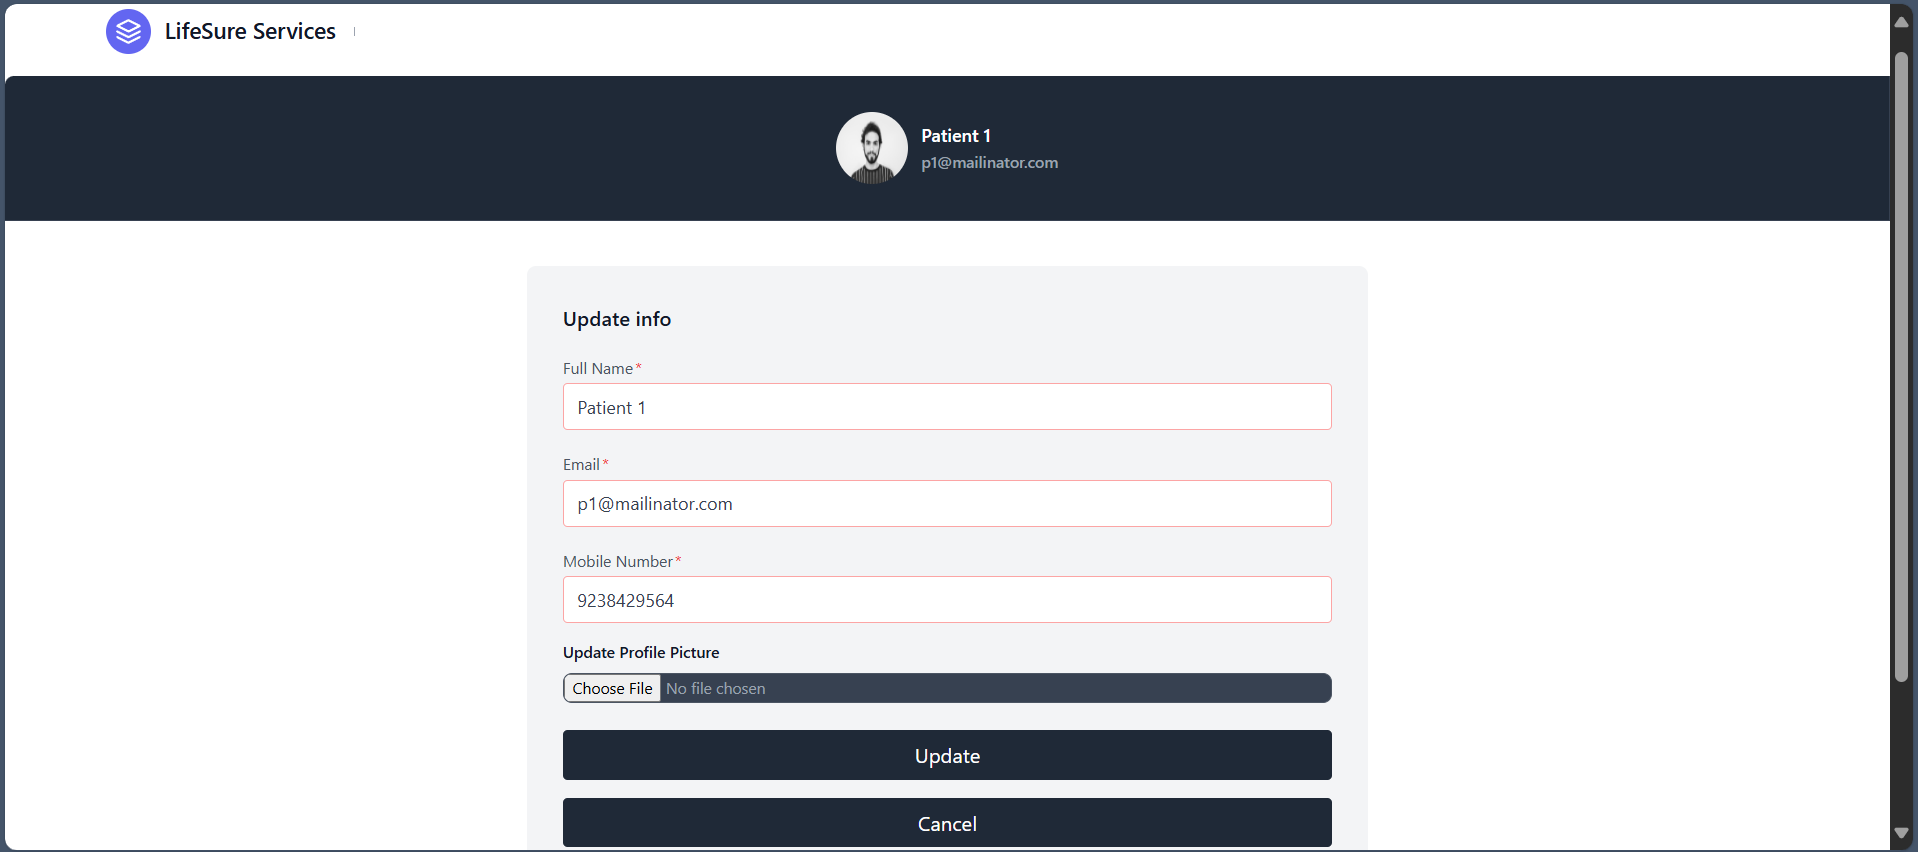 LifeSure Services
Patient 1
p1@mailinator.com
Update info
Full Name*
Patient 1
Email*
p1@mailinator.com
Mobile Number*
9238429564
Update Profile Picture
Choose File No file chosen
Update
Cancel